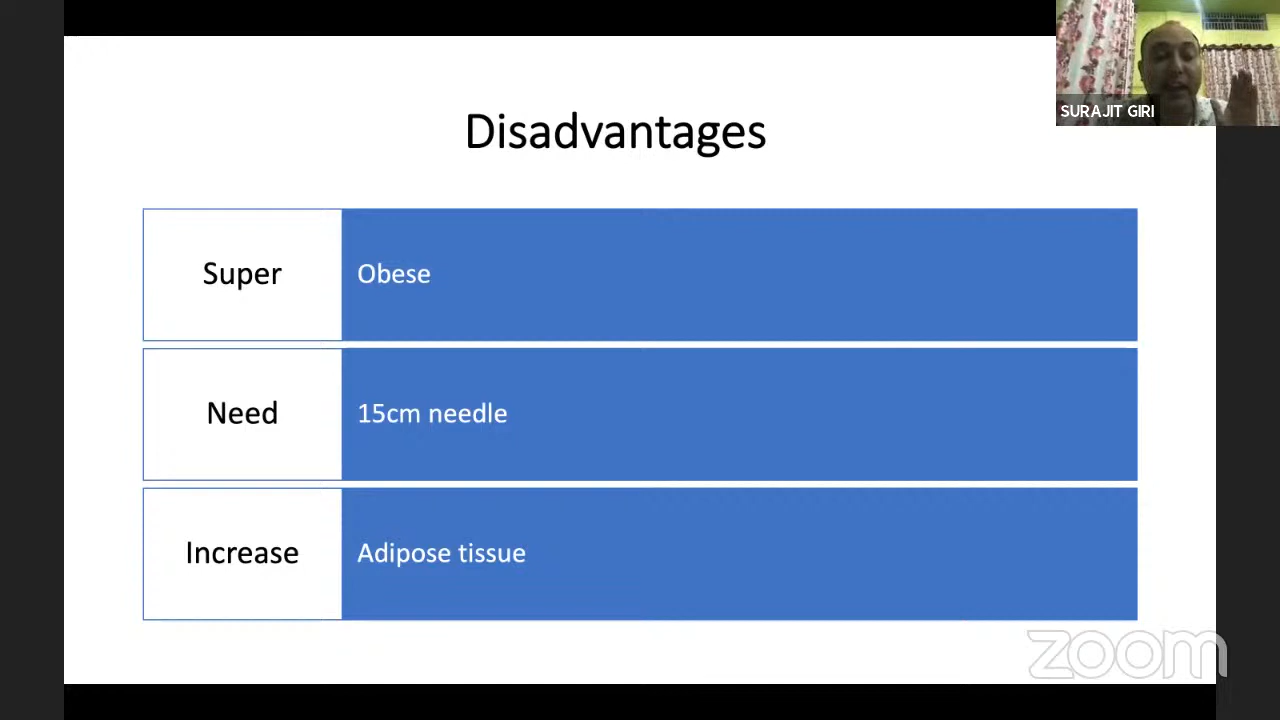 SURAJIT GIRI
Disadvantages
Super
Obese
Need
15cm needle
Increase
Adipose tissue
zoom